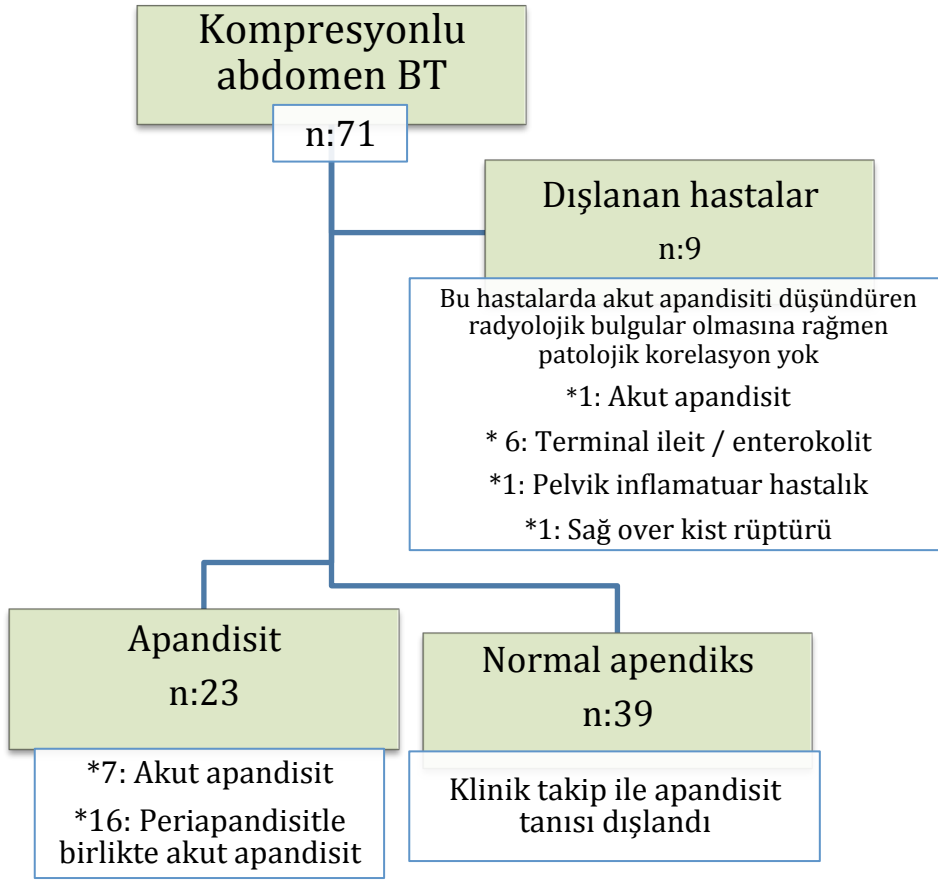 Kompresyonlu
abdomen BT
n:71
Dışlanan hastalar
n:9
Bu hastalarda akut apandisiti düşündüren
radyolojik bulgular olmasına rağmen
patolojik korelasyon yok
*1: Akut apandisit
* 6: Terminal ileit / enterokolit
*1: Pelvik inflamatuar hastalık
*1: Sağ over kist rüptürü
Apandisit
n:23
*7: Akut apandisit
*16: Periapandisitle
birlikte akut apandisit
Normal apendiks
n:39
Klinik takip ile apandisit
tanısı dışlandı